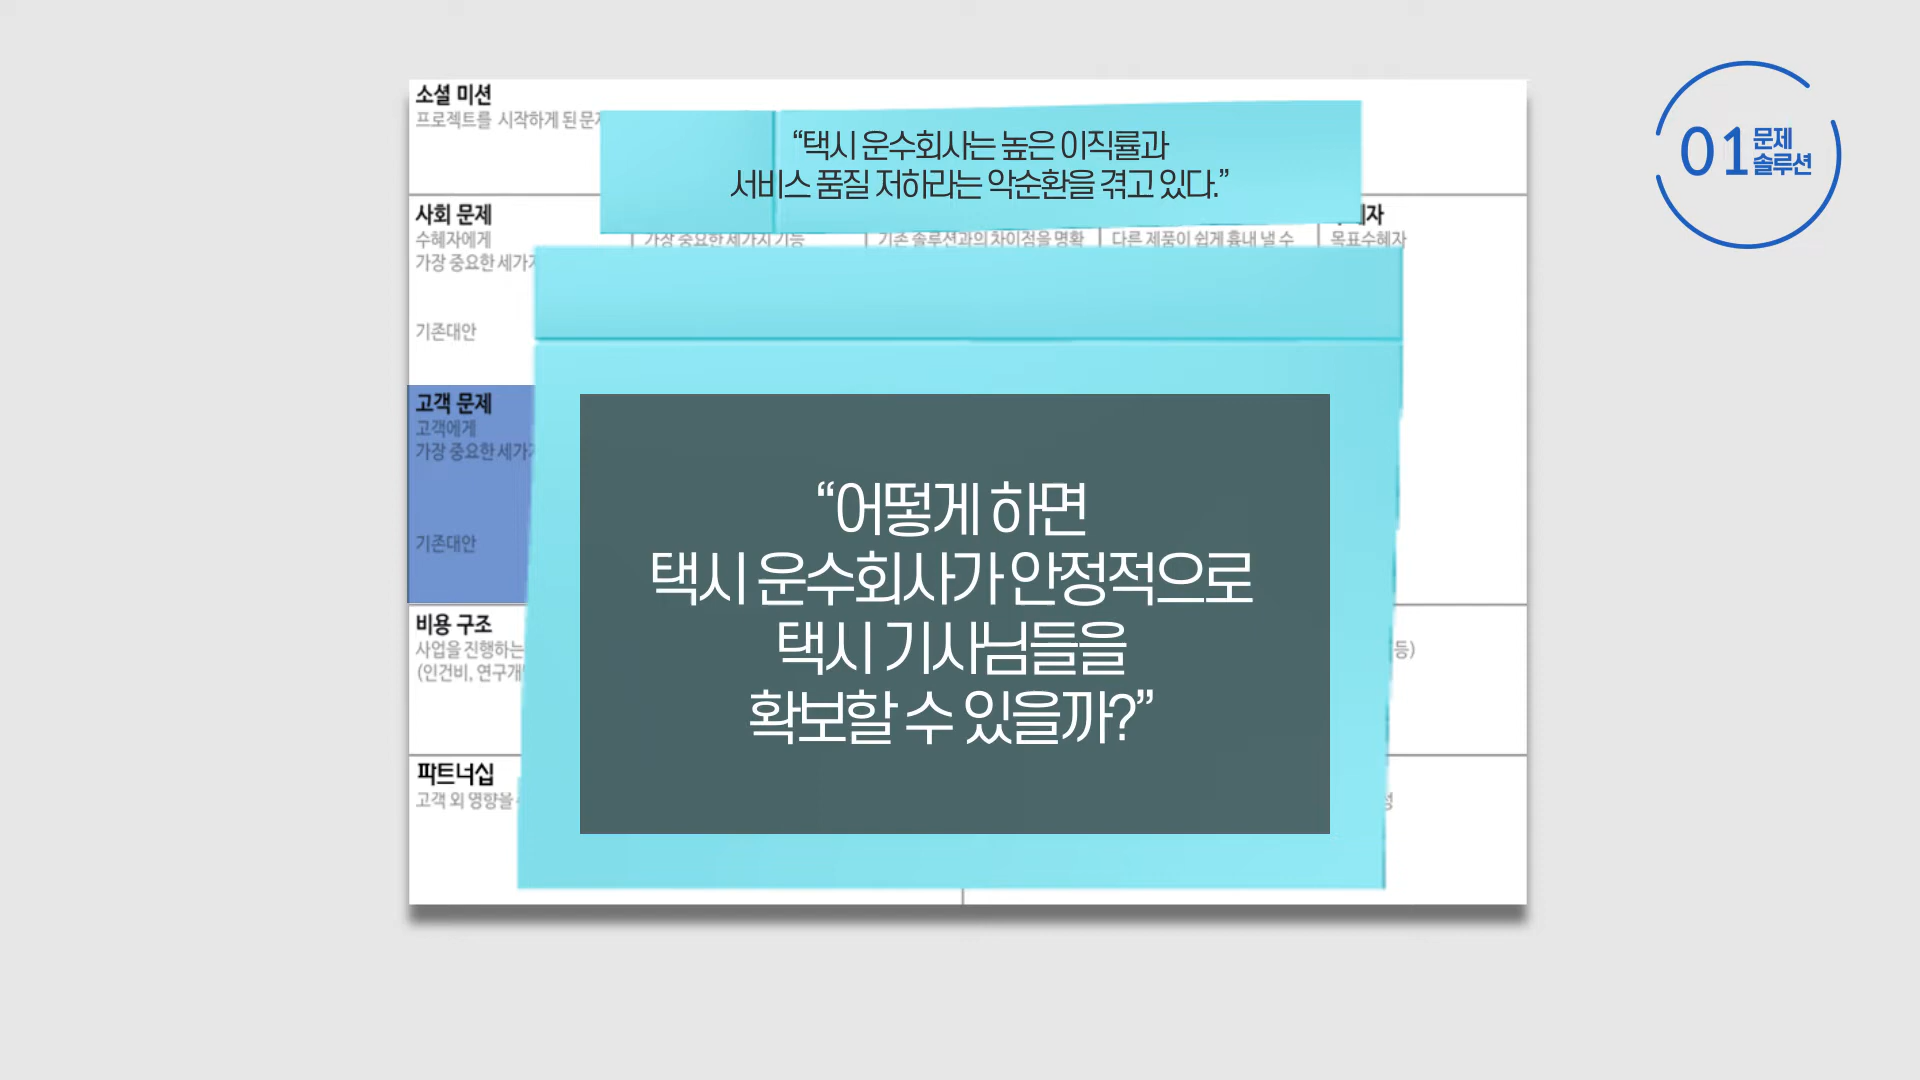 소셜 미션
프로젝트를 시작하게 된
“택시 운수회사는 높은 이직률과
서비스 품질 저하라는 악순환을 겪고 있다.”
01 문제
솔루션
사회 문제
수혜자에게
가장 중요한
기존대안
가장 중요한 세가지 기능
기존 솔루션과의 차이점을 명확
다른 제품이 쉽게 흉내 낼 수
목표수혜자
고객 문제
고객에게
가장 중요한
기존대안
“어떻게 하면
택시 운수회사가 안정적으로
택시 기사님들을
확보할 수 있을까?”
비용 구조
사업을 진행하는
(인건비,
등)
파트너십
고객 외 영향을